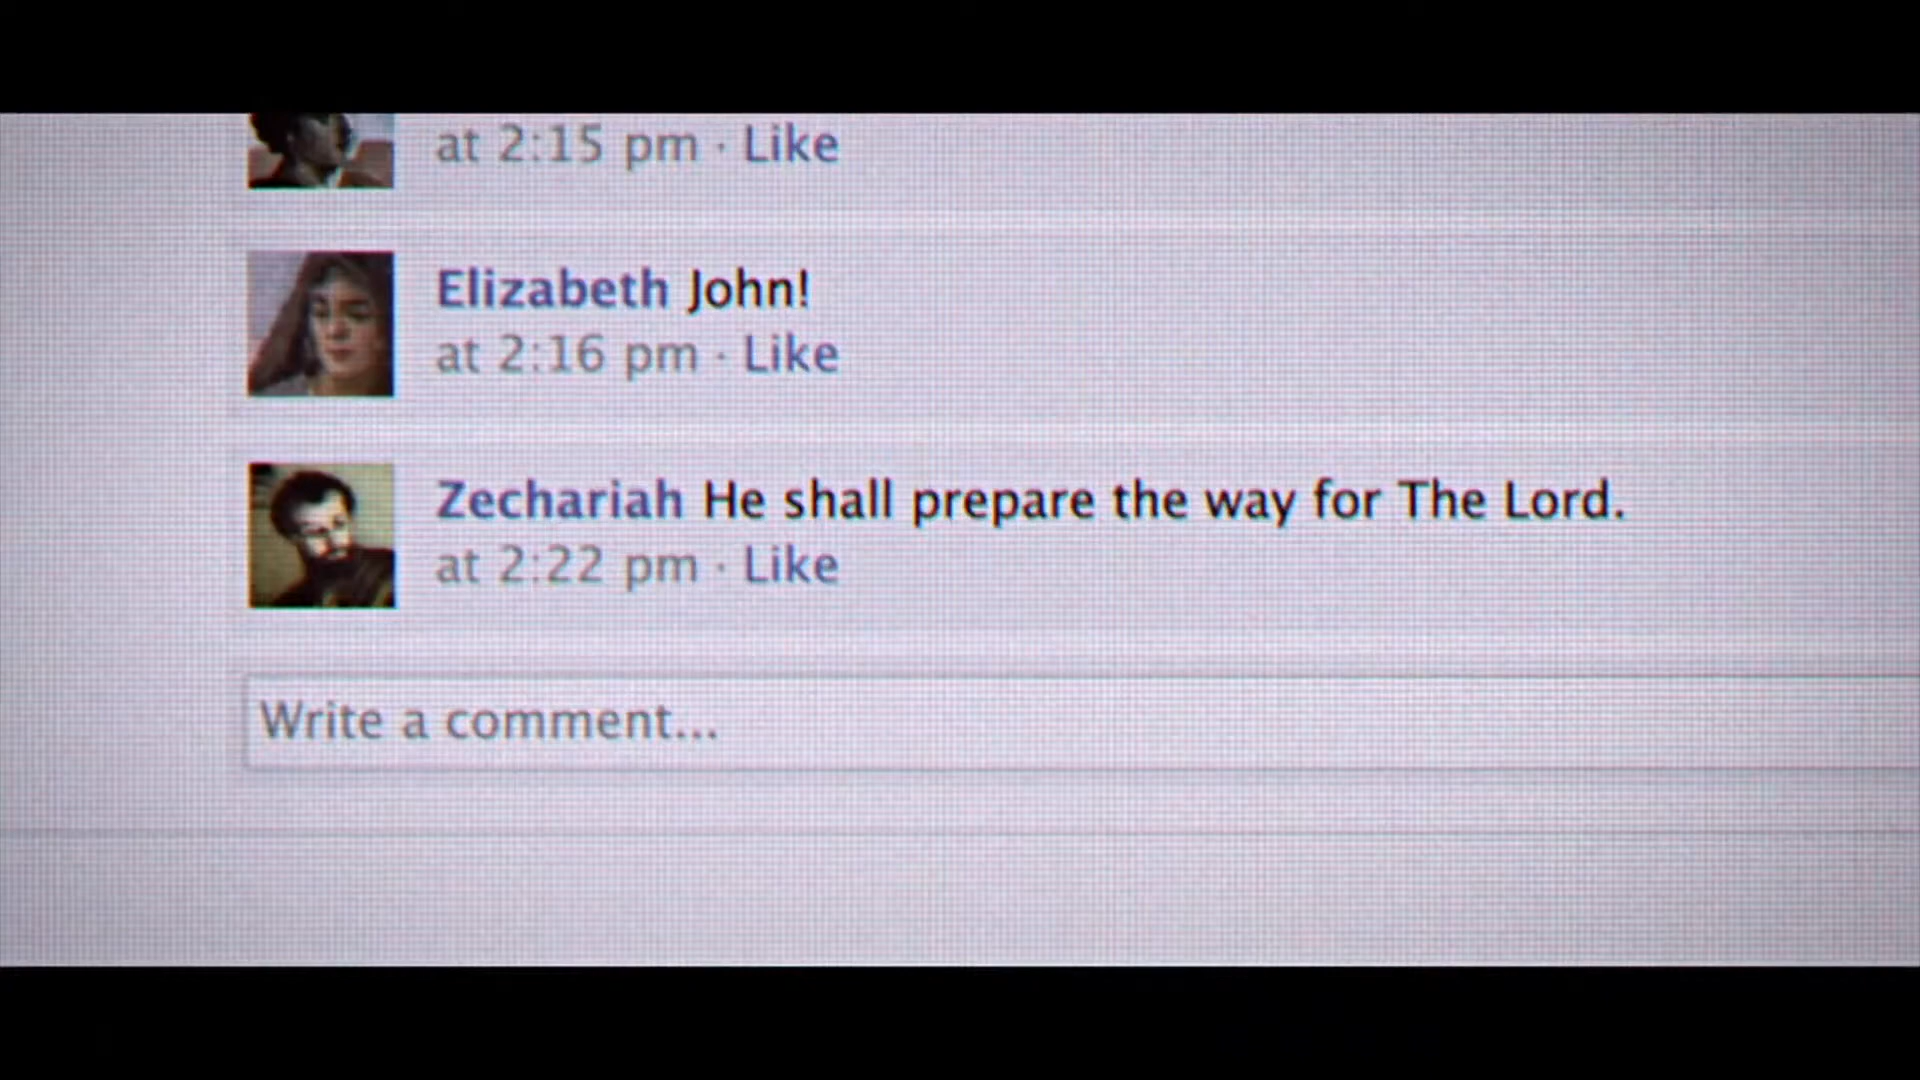 at 2:15 pm · Like
Elizabeth John!
at 2:16 pm · Like
Zechariah He shall prepare the way for The Lord.
at 2:22 pm · Like
Write a comment...